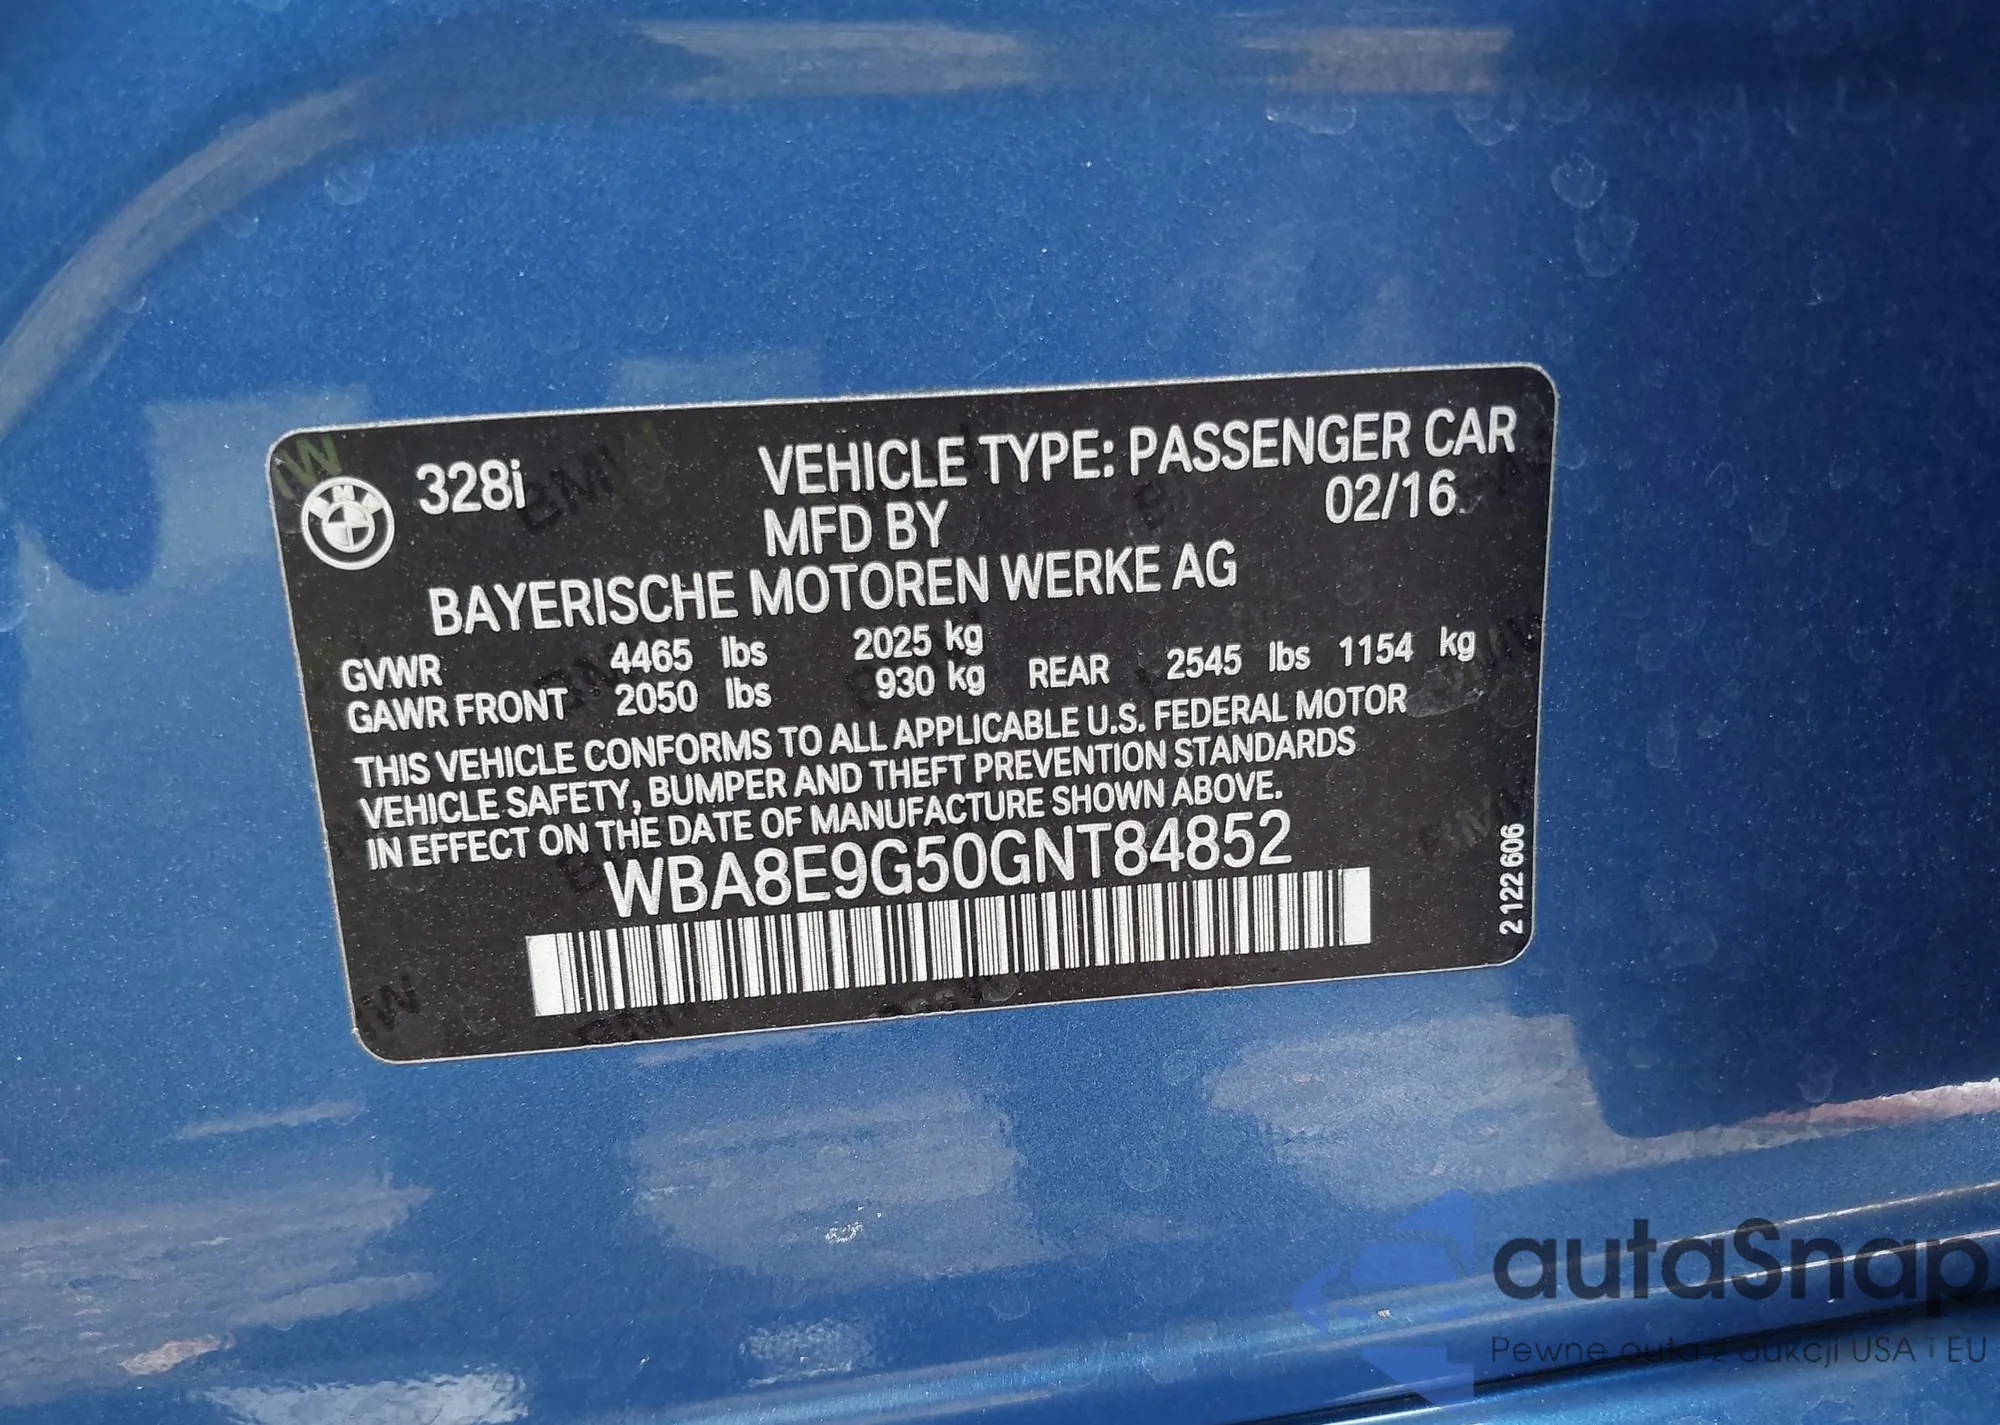 328i VEHICLE TYPE: PASSENGER CAR
MFD BY 02/16
BAYERISCHE MOTOREN WERKE AG
GVWR 4465 lbs 2025 kg
GAWR FRONT 2050 lbs 930 kg REAR 2545 lbs 1154 kg
THIS VEHICLE CONFORMS TO ALL APPLICABLE U.S. FEDERAL MOTOR
VEHICLE SAFETY, BUMPER AND THEFT PREVENTION STANDARDS
IN EFFECT ON THE DATE OF MANUFACTURE SHOWN ABOVE.
WBA8E9G50GNT84852
2 122 606
autaSnap
Pewne auta z aukcji USA i EU